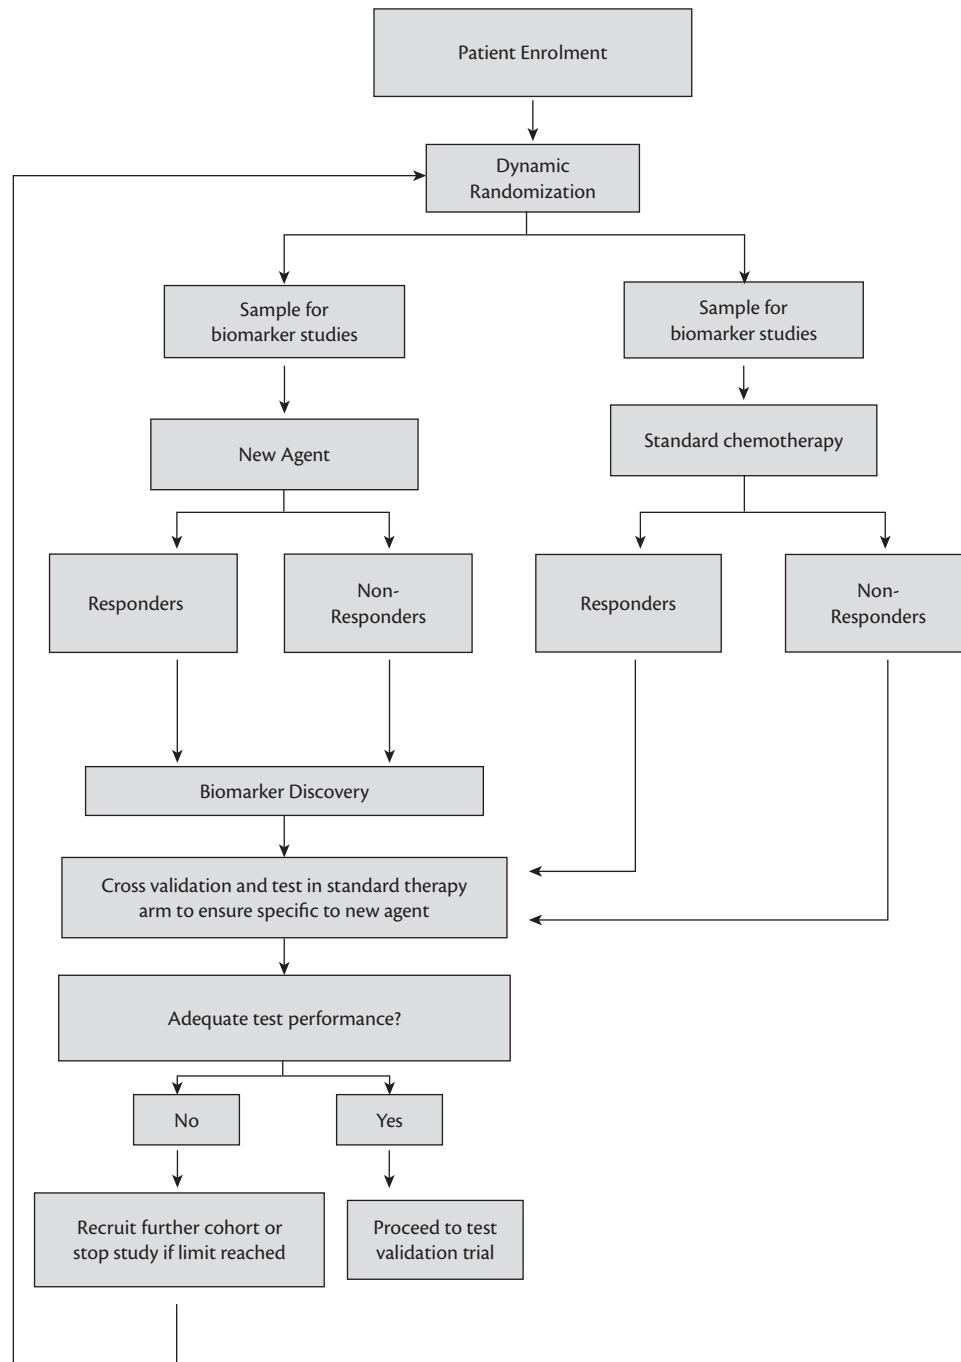 Patient Enrolment
Dynamic
Randomization
Sample for
biomarker studies
Sample for
biomarker studies
New Agent
Standard chemotherapy
Responders
Non-
Responders
Responders
Non-
Responders
Biomarker Discovery
Cross validation and test in standard therapy
arm to ensure specific to new agent
Adequate test performance?
No
Yes
Recruit further cohort or
stop study if limit reached
Proceed to test
validation trial